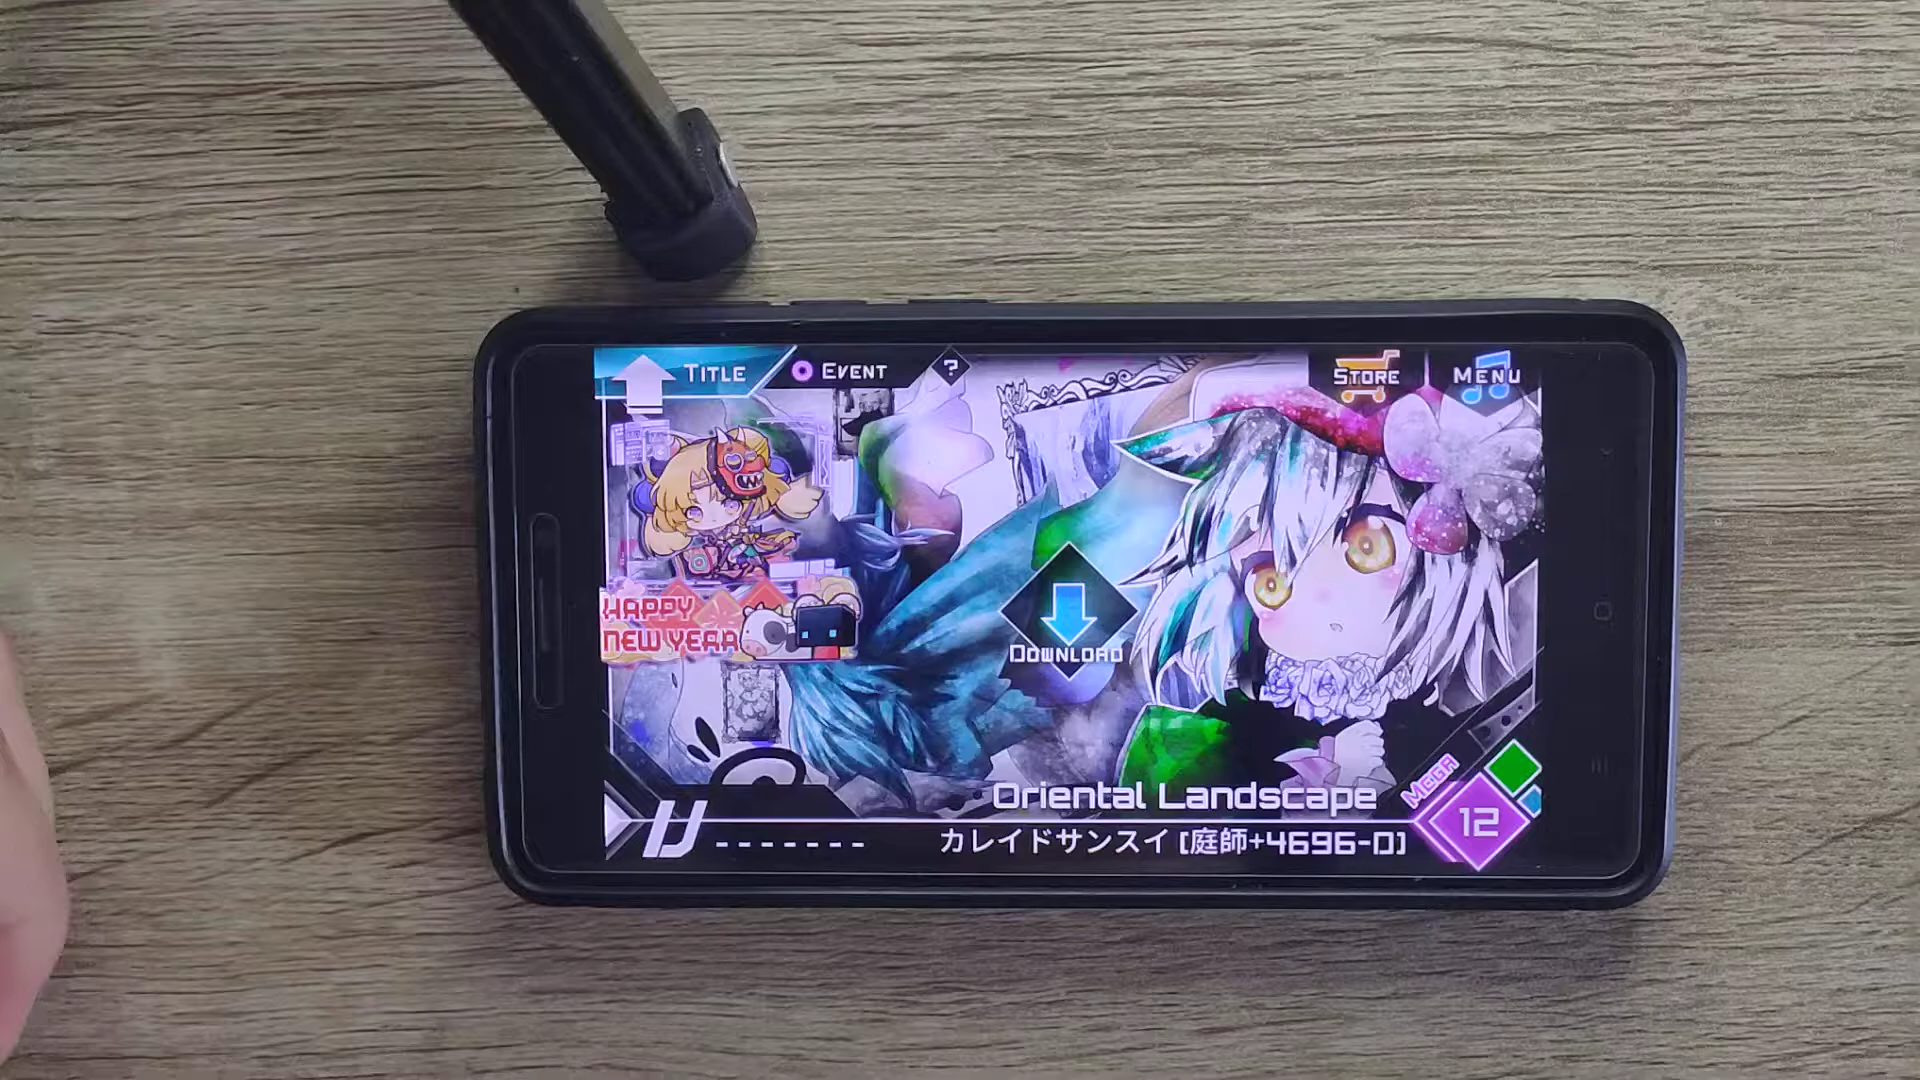 TITLE
EVENT
?
STORE
MENU
HAPPY
NEW YEAR
DOWNLOAD
Oriental Landscape
MEGA
12
カレイドサンスイ [庭師+4696-D]
-------